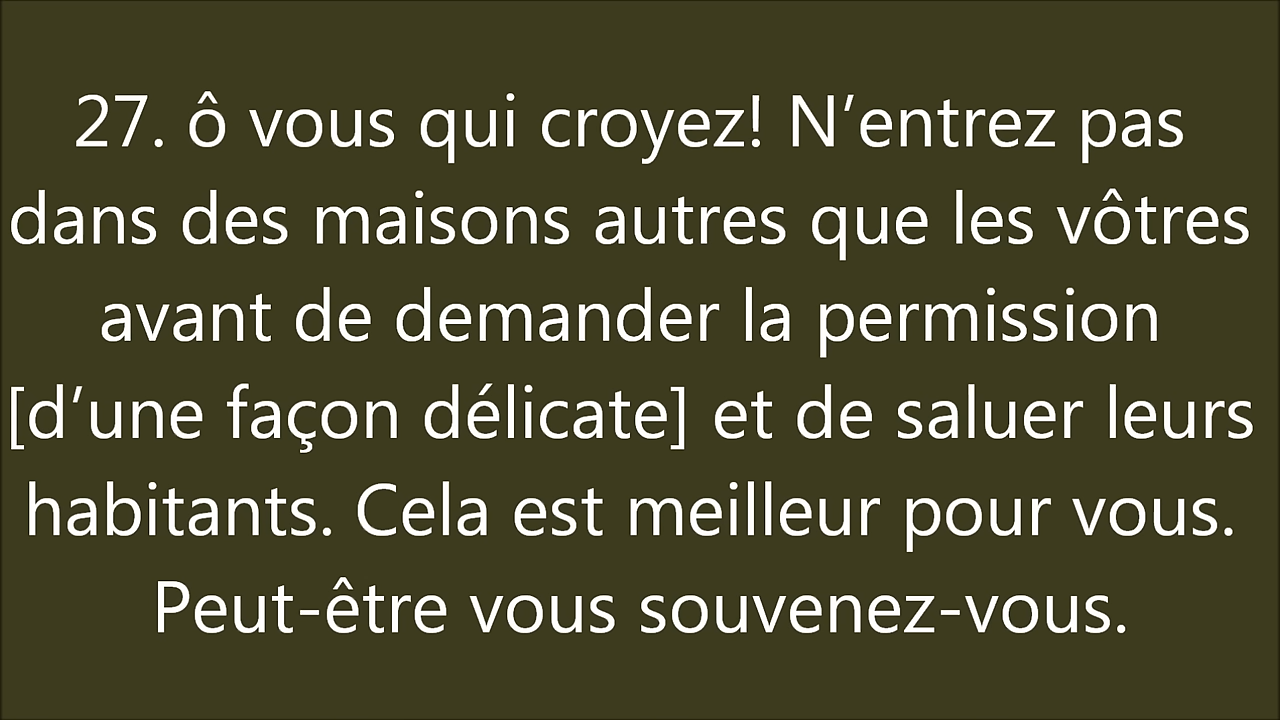 27. ô vous qui croyez! N’entrez pas
dans des maisons autres que les vôtres
avant de demander la permission
[d’une façon délicate] et de saluer leurs
habitants. Cela est meilleur pour vous.
Peut-être vous souvenez-vous.